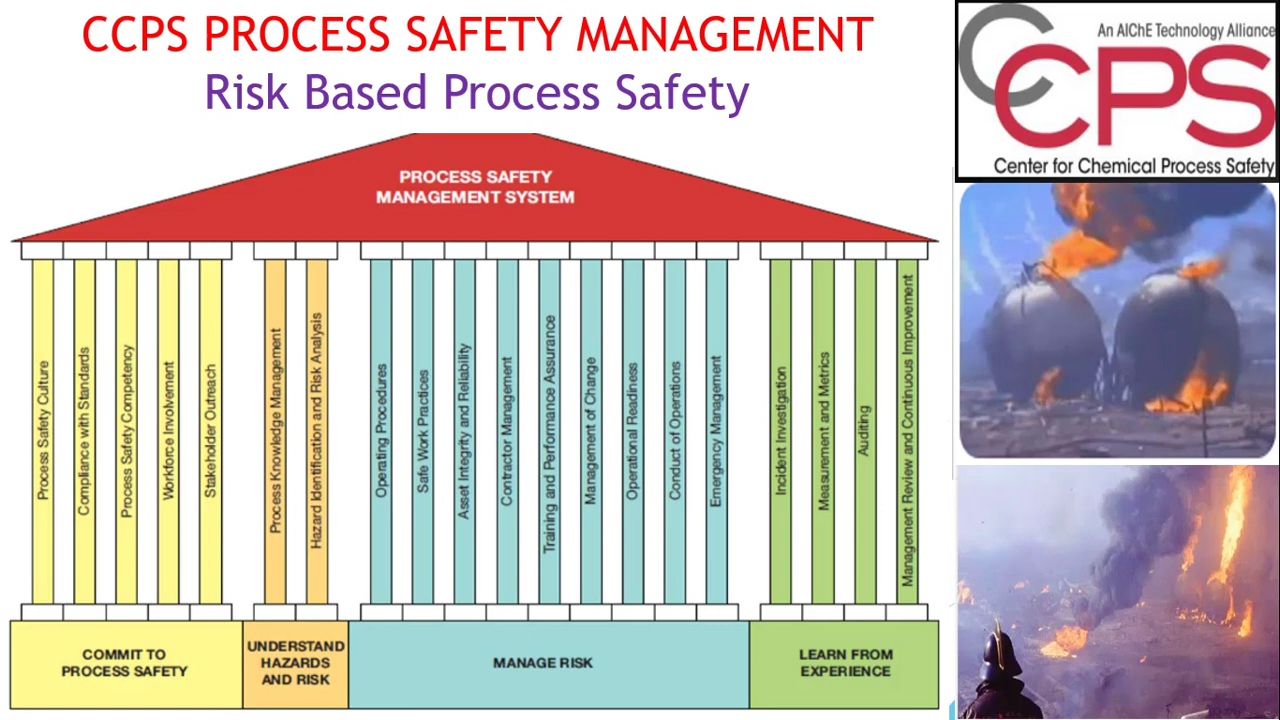 CCPS PROCESS SAFETY MANAGEMENT
Risk Based Process Safety
An AIChE Technology Alliance
CCPS
Center for Chemical Process Safety
PROCESS SAFETY
MANAGEMENT SYSTEM
Process Safety Culture
Compliance with Standards
Process Safety Competency
Workforce Involvement
Stakeholder Outreach
Process Knowledge Management
Hazard Identification and Risk Analysis
Operating Procedures
Safe Work Practices
Asset Integrity and Reliability
Contractor Management
Training and Performance Assurance
Management of Change
Operational Readiness
Conduct of Operations
Emergency Management
Incident Investigation
Measurement and Metrics
Auditing
Management Review and Continuous Improvement
COMMIT TO
PROCESS SAFETY
UNDERSTAND
HAZARDS
AND RISK
MANAGE RISK
LEARN FROM
EXPERIENCE